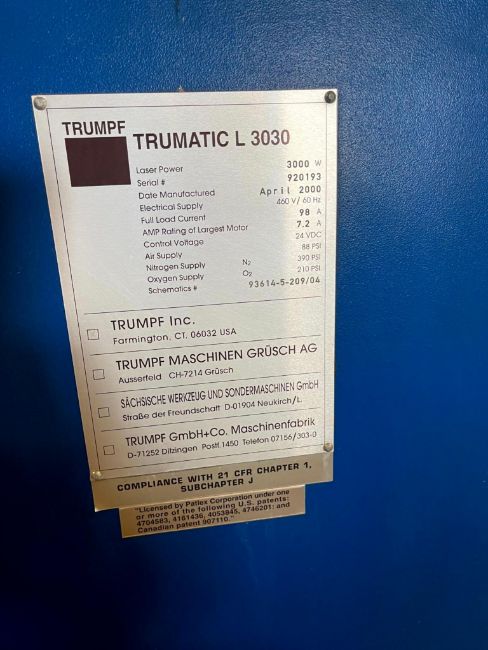 TRUMPF
TRUMATIC L 3030
Laser Power 3000 W
Serial # 920193
Date Manufactured April 2000
Electrical Supply 460 V/ 60 Hz
Full Load Current 98 A
AMP Rating of Largest Motor 7.2 A
Control Voltage 24 VDC
Air Supply 88 PSI
Nitrogen Supply N2 390 PSI
Oxygen Supply O2 210 PSI
Schematics # 93614-5-209/04
TRUMPF Inc.
Farmington, CT. 06032 USA
TRUMPF MASCHINEN GRÜSCH AG
Ausserfeld CH-7214 Grüsch
SÄCHSISCHE WERKZEUG UND SONDERMASCHINEN GmbH
Straße der Freundschaft D-01904 Neukirch/L.
TRUMPF GmbH+Co. Maschinenfabrik
D-71252 Ditzingen Postf.1450 Telefon 07156/303-0
COMPLIANCE WITH 21 CFR CHAPTER 1,
SUBCHAPTER J
"Licensed by Patlex Corporation under one
or more of the following U.S. patents:
4704583, 4161436, 4053845, 4746201: and
Canadian patent 907110."